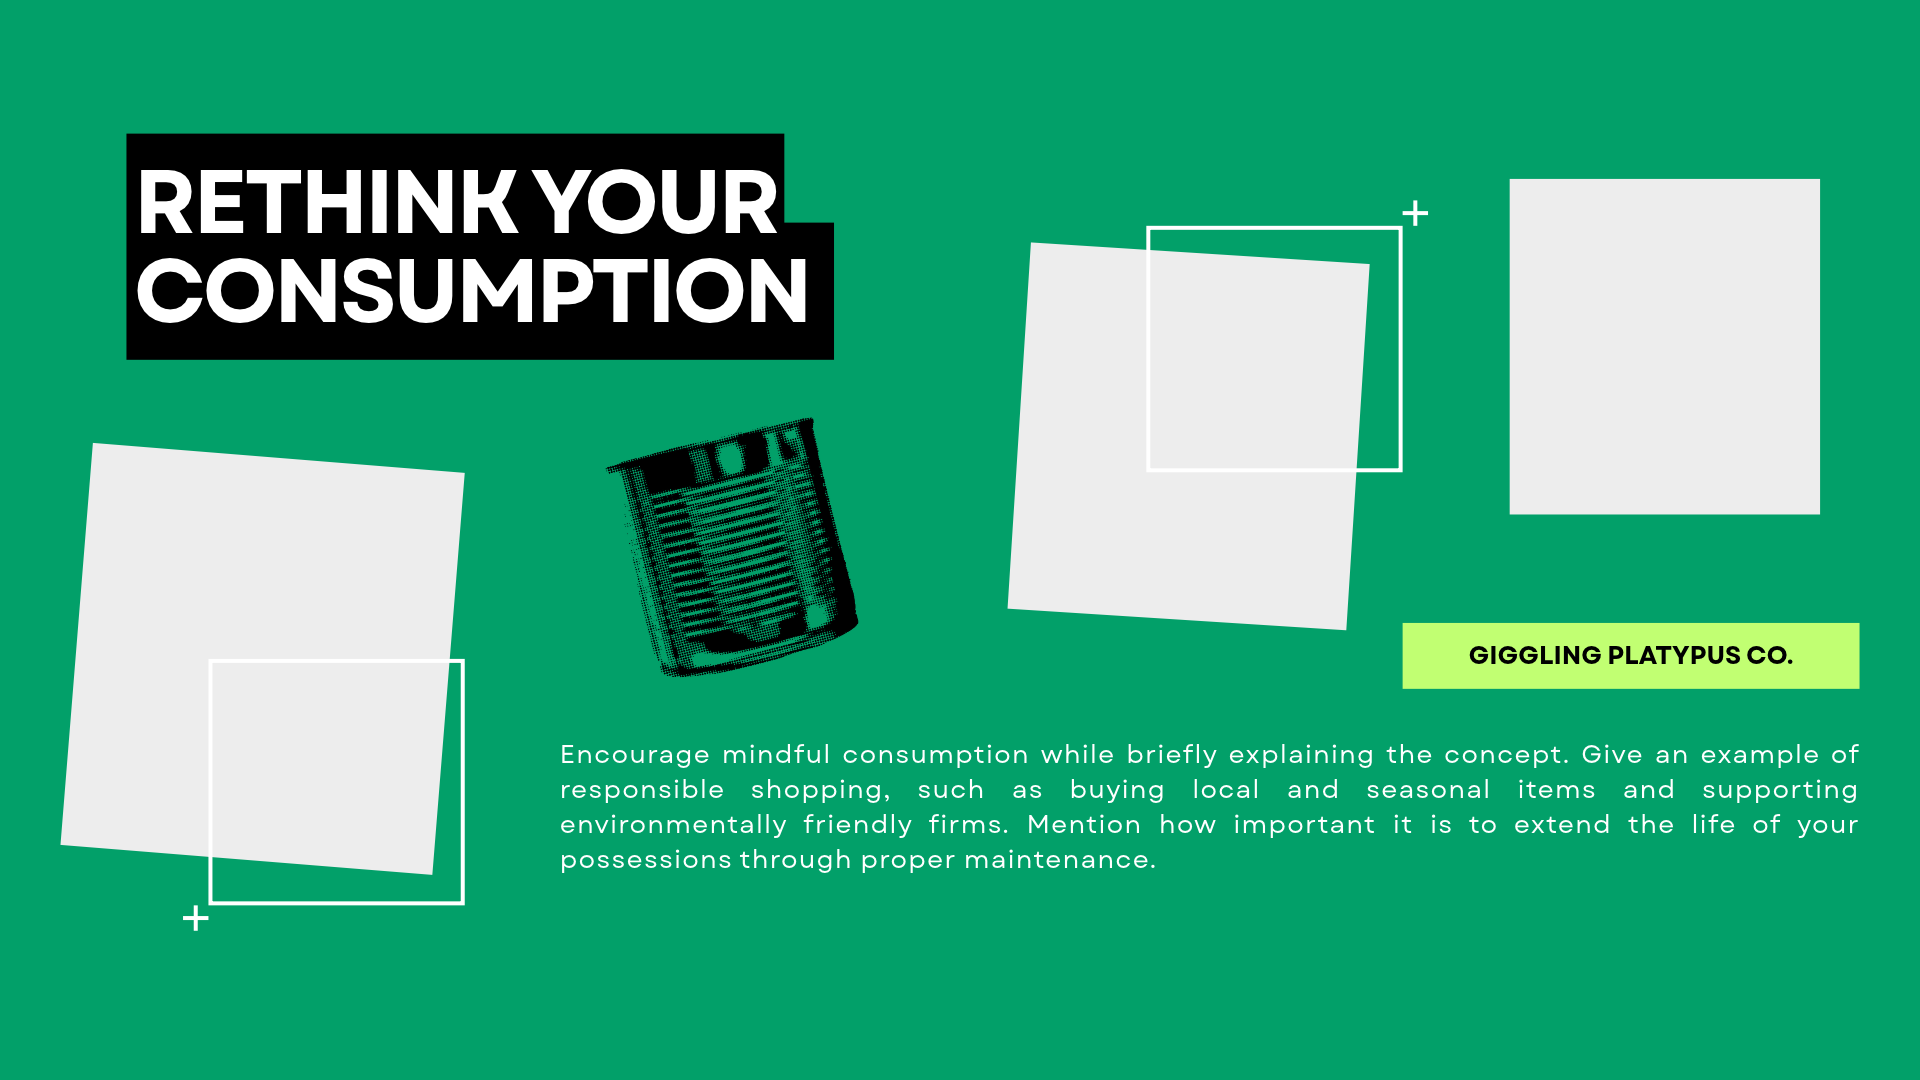 RETHINK YOUR
CONSUMPTION
GIGGLING PLATYPUS CO.
Encourage mindful consumption while briefly explaining the concept. Give an example of
responsible shopping, such as buying local and seasonal items and supporting
environmentally friendly firms. Mention how important it is to extend the life of your
possessions through proper maintenance.